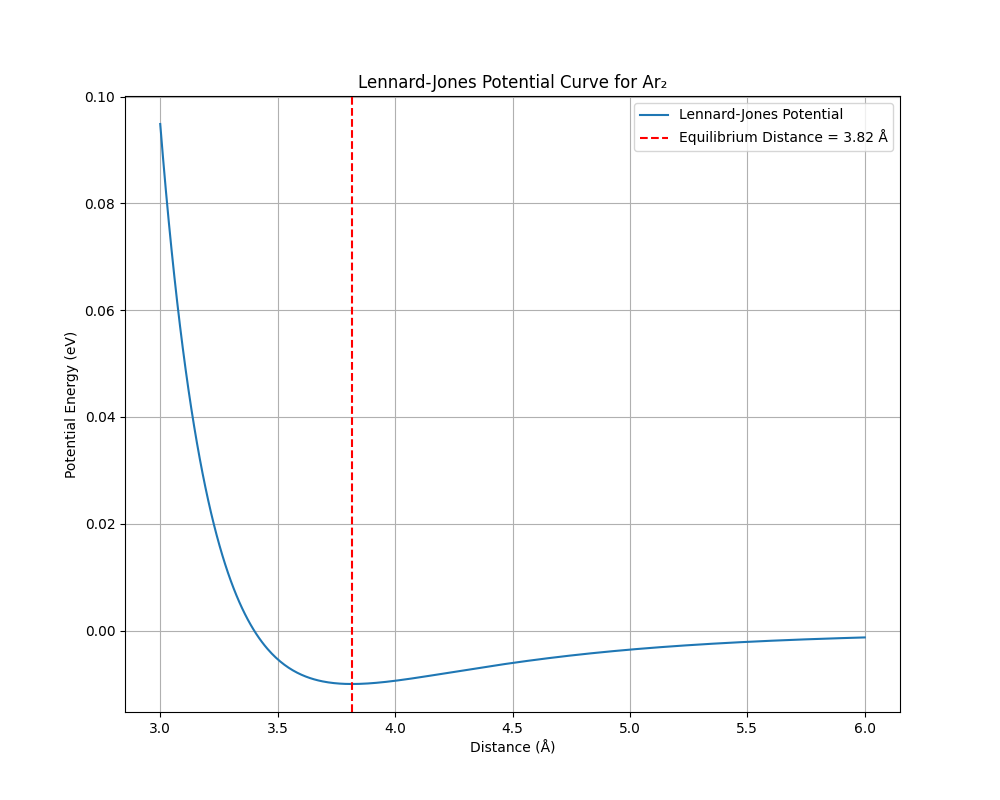 Lennard-Jones Potential Curve for Ar₂
Lennard-Jones Potential
Equilibrium Distance = 3.82 Å
Potential Energy (eV)
0.10
0.08
0.06
0.04
0.02
0.00
3.0 3.5 4.0 4.5 5.0 5.5 6.0
Distance (Å)